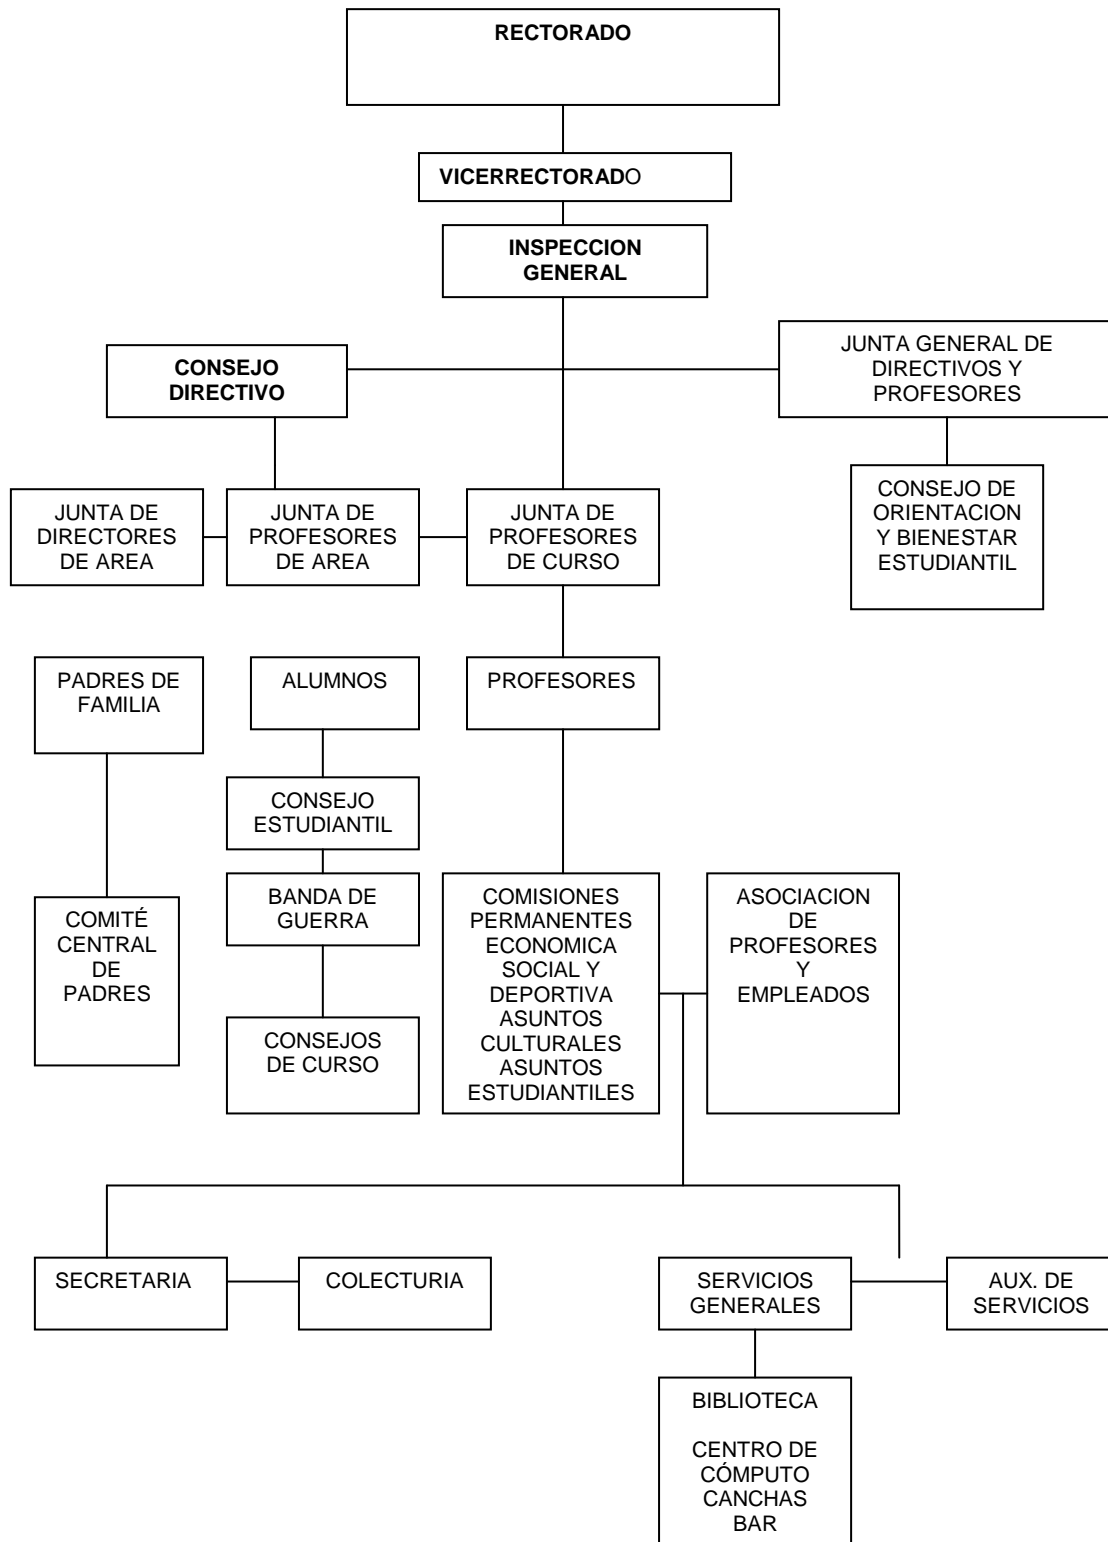 RECTORADO
VICERRECTORADO
INSPECCION
GENERAL
CONSEJO
DIRECTIVO
JUNTA GENERAL DE
DIRECTIVOS Y
PROFESORES
JUNTA DE
DIRECTORES
DE AREA
JUNTA DE
PROFESORES
DE AREA
JUNTA DE
PROFESORES
DE CURSO
CONSEJO DE
ORIENTACION
Y BIENESTAR
ESTUDIANTIL
PADRES DE
FAMILIA
ALUMNOS
PROFESORES
CONSEJO
ESTUDIANTIL
COMITÉ
CENTRAL
DE
PADRES
BANDA DE
GUERRA
CONSEJOS
DE CURSO
COMISIONES
PERMANENTES
ECONOMICA
SOCIAL Y
DEPORTIVA
ASUNTOS
CULTURALES
ASUNTOS
ESTUDIANTILES
ASOCIACION
DE
PROFESORES
Y
EMPLEADOS
SECRETARIA
COLECTURIA
SERVICIOS
GENERALES
AUX. DE
SERVICIOS
BIBLIOTECA
CENTRO DE
CÓMPUTO
CANCHAS
BAR